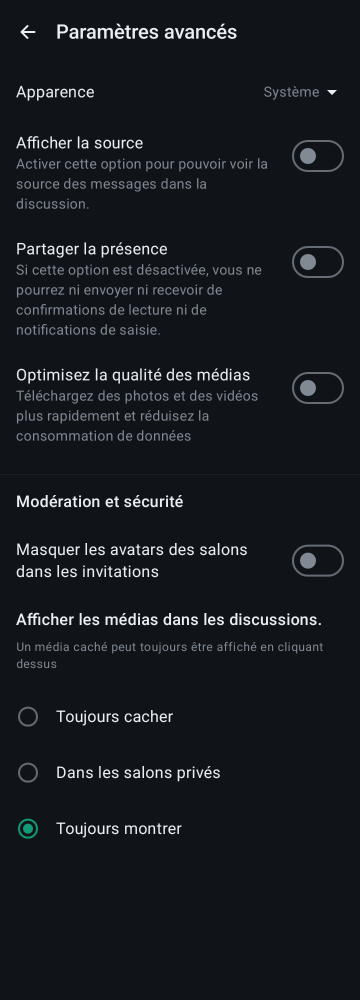 Paramètres avancés
Apparence
Système
Afficher la source
Activer cette option pour pouvoir voir la
source des messages dans la
discussion.
Partager la présence
Si cette option est désactivée, vous ne
pourrez ni envoyer ni recevoir de
confirmations de lecture ni de
notifications de saisie.
Optimisez la qualité des médias
Téléchargez des photos et des vidéos
plus rapidement et réduisez la
consommation de données
Modération et sécurité
Masquer les avatars des salons
dans les invitations
Afficher les médias dans les discussions.
Un média caché peut toujours être affiché en cliquant
dessus
Toujours cacher
Dans les salons privés
Toujours montrer